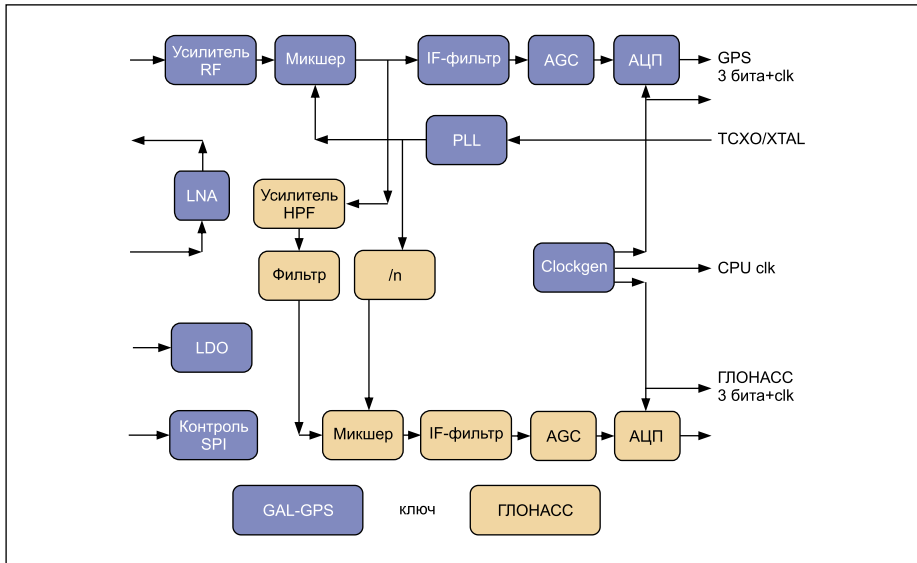 Усилитель
RF
Микшер
IF-фильтр
AGC
АЦП
GPS
3 бита+clk
PLL
TCXO/XTAL
LNA
Усилитель
HPF
Фильтр
/n
Clockgen
CPU clk
LDO
ГЛОНАСС
3 бита+clk
Контроль
SPI
Микшер
IF-фильтр
AGC
АЦП
GAL-GPS
ключ
ГЛОНАСС